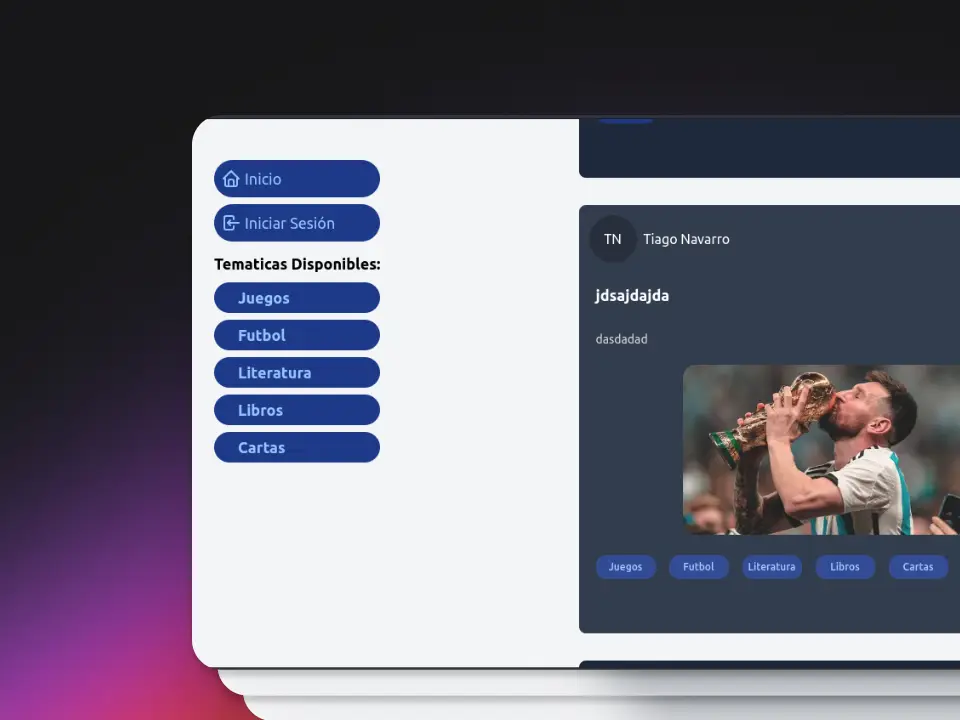 Inicio
Iniciar Sesión
Tematicas Disponibles:
Juegos
Futbol
Literatura
Libros
Cartas
TN Tiago Navarro
jdsajdajda
dasdadad
Juegos Futbol Literatura Libros Cartas